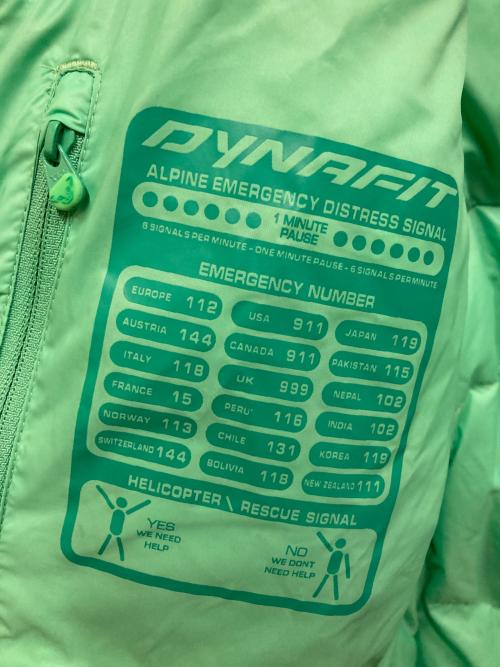 DYNAFIT
ALPINE EMERGENCY DISTRESS SIGNAL
1 MINUTE
PAUSE
6 SIGNALS PER MINUTE - ONE MINUTE PAUSE - 6 SIGNALS PER MINUTE
EMERGENCY NUMBER
EUROPE 112 USA 911 JAPAN 119
AUSTRIA 144 CANADA 911 PAKISTAN 115
ITALY 118 UK 999 NEPAL 102
FRANCE 15 PERU' 116 INDIA 102
NORWAY 113 CHILE 131 KOREA 119
SWITZERLAND 144 BOLIVIA 118 NEW ZEALAND 111
HELICOPTER \ RESCUE SIGNAL
YES
WE NEED
HELP
NO
WE DONT
NEED HELP